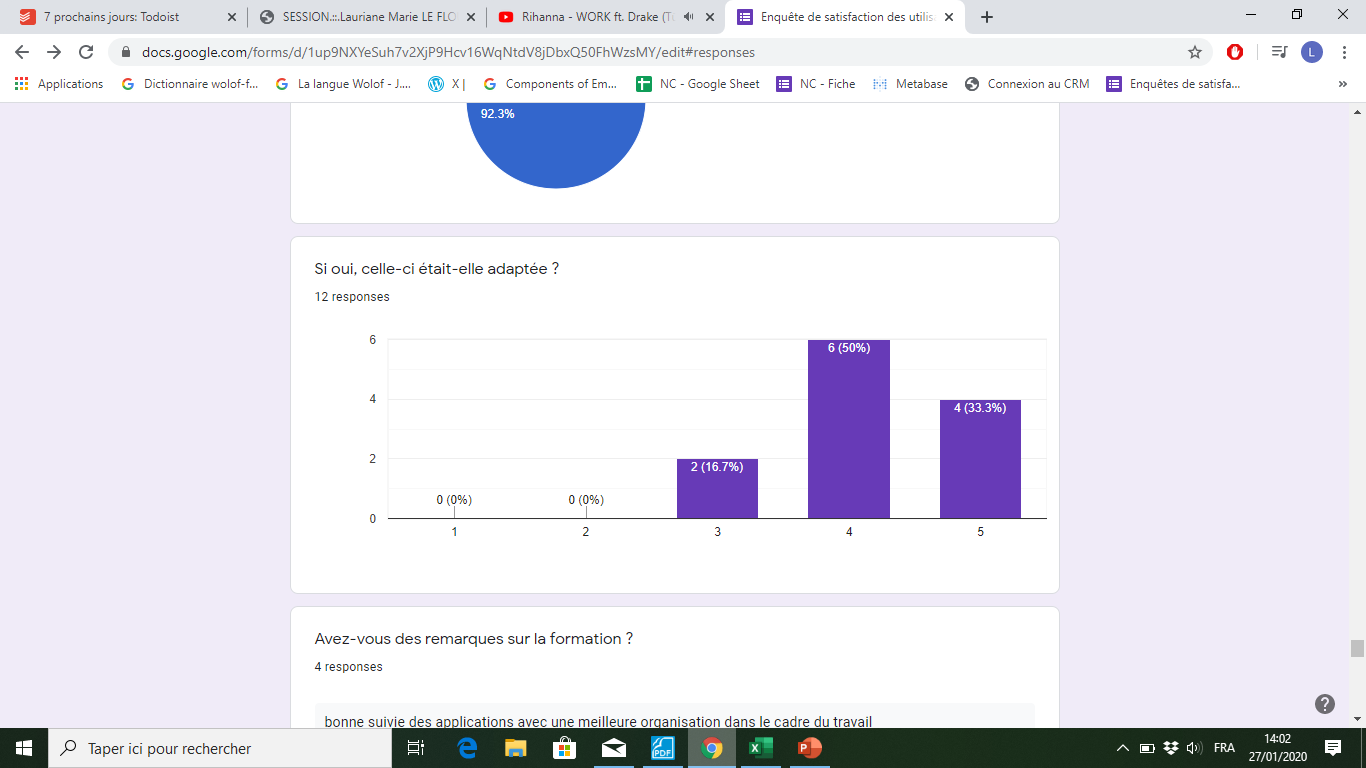 7 prochains jours: Todoist
SESSION.::.Lauriane Marie LE FLO
Rihanna - WORK ft. Drake (Ti
Enquête de satisfaction des utilis
docs.google.com/forms/d/1up9NXYeSuh7v2XjP9Hcv16WqNtdV8jDbxQ50FhWzsMY/edit#responses
L
Applications
Dictionnaire wolof-f...
La langue Wolof - J....
X |
Components of Em...
NC - Google Sheet
NC - Fiche
Metabase
Connexion au CRM
Enquêtes de satisfa...
»
92.3%
Si oui, celle-ci était-elle adaptée ?
12 responses
6
4
2
0
0 (0%)
0 (0%)
2 (16.7%)
6 (50%)
4 (33.3%)
1
2
3
4
5
Avez-vous des remarques sur la formation ?
4 responses
bonne suivie des applications avec une meilleure organisation dans le cadre du travail
Taper ici pour rechercher
PDF
FRA
14:02
27/01/2020